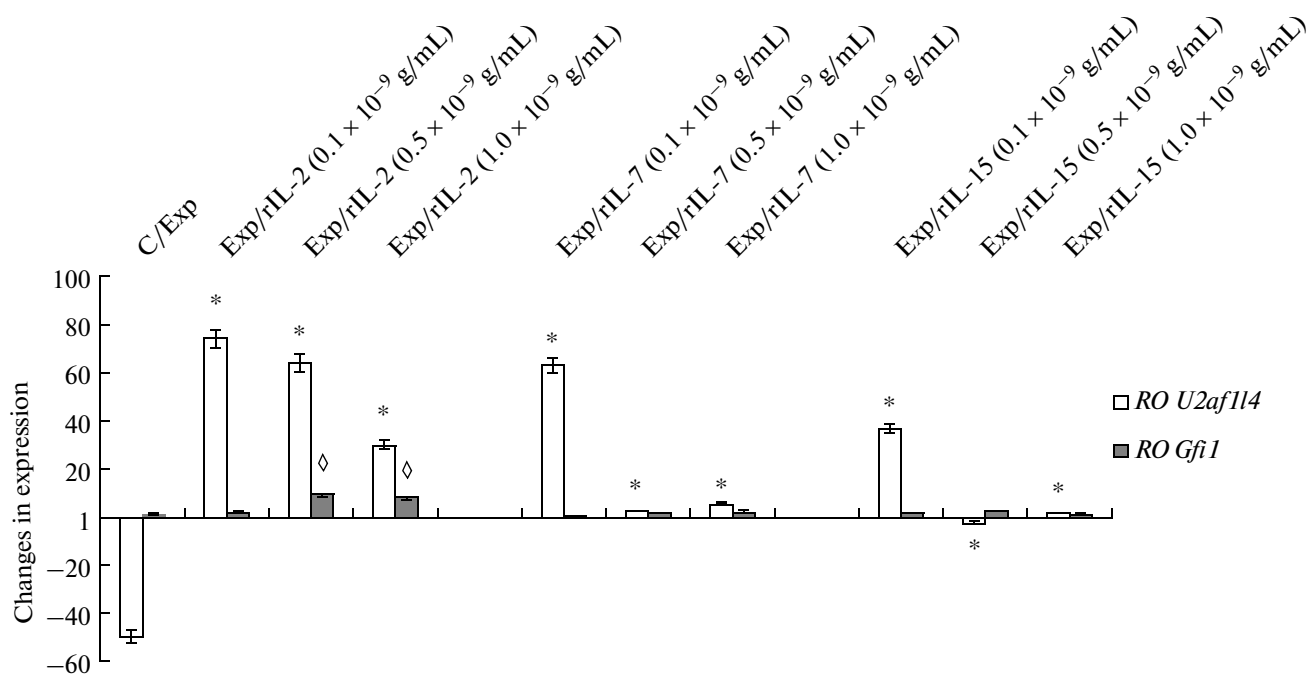 C/Exp
Exp/rIL-2 (0.1 × 10⁻⁹ g/mL)
Exp/rIL-2 (0.5 × 10⁻⁹ g/mL)
Exp/rIL-2 (1.0 × 10⁻⁹ g/mL)
Exp/rIL-7 (0.1 × 10⁻⁹ g/mL)
Exp/rIL-7 (0.5 × 10⁻⁹ g/mL)
Exp/rIL-7 (1.0 × 10⁻⁹ g/mL)
Exp/rIL-15 (0.1 × 10⁻⁹ g/mL)
Exp/rIL-15 (0.5 × 10⁻⁹ g/mL)
Exp/rIL-15 (1.0 × 10⁻⁹ g/mL)
Changes in expression
100
80
60
40
20
1
−20
−40
−60
* * * ◊ ◊ * * * * * *
RO U2af1l4
RO Gfi1